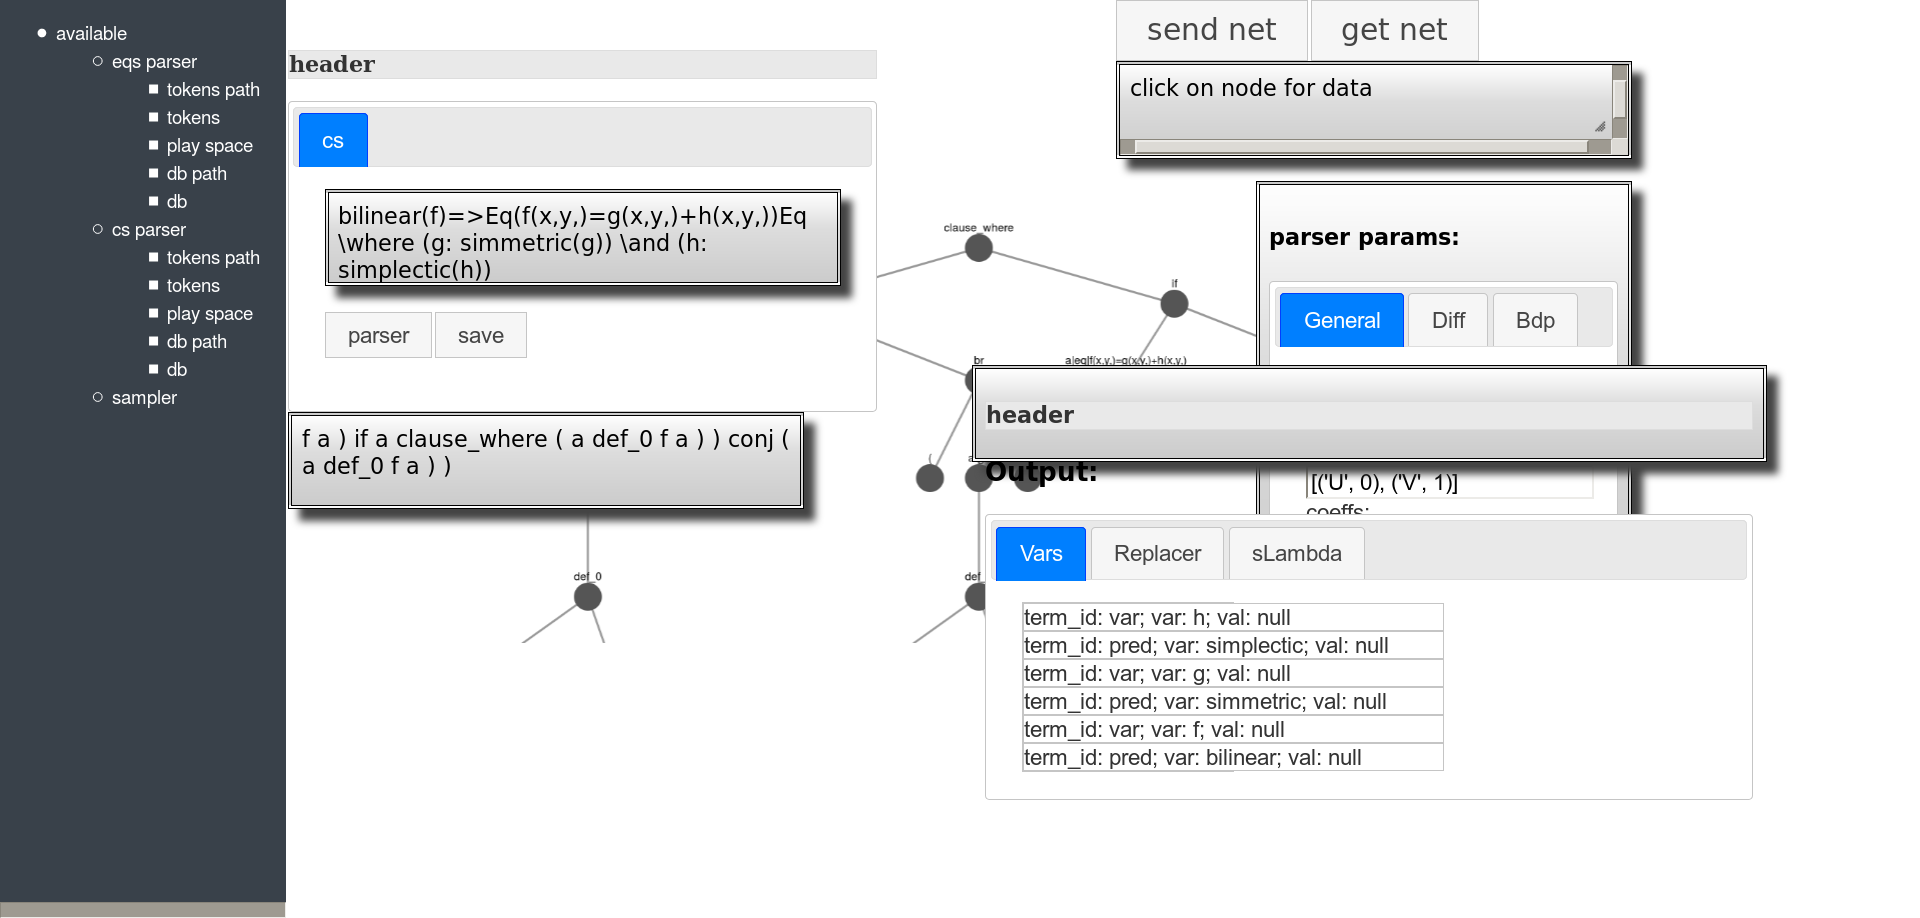 available
eqs parser
tokens path
tokens
play space
db path
db
cs parser
tokens path
tokens
play space
db path
db
sampler
header
cs
bilinear(f)=>Eq(f(x,y,)=g(x,y,)+h(x,y,))Eq
\where (g: simmetric(g)) \and (h:
simplectic(h))
parser save
f a ) if a clause_where ( a def_0 f a ) ) conj (
a def_0 f a ) )
send net get net
click on node for data
clause_where
if
br
a|eq|f(x,y,)=g(x,y,)+h(x,y,)
(
def_0
def
parser params:
General Diff Bdp
header
[('U', 0), ('V', 1)]
coeffs:
Output:
Vars Replacer sLambda
term_id: var; var: h; val: null
term_id: pred; var: simplectic; val: null
term_id: var; var: g; val: null
term_id: pred; var: simmetric; val: null
term_id: var; var: f; val: null
term_id: pred; var: bilinear; val: null